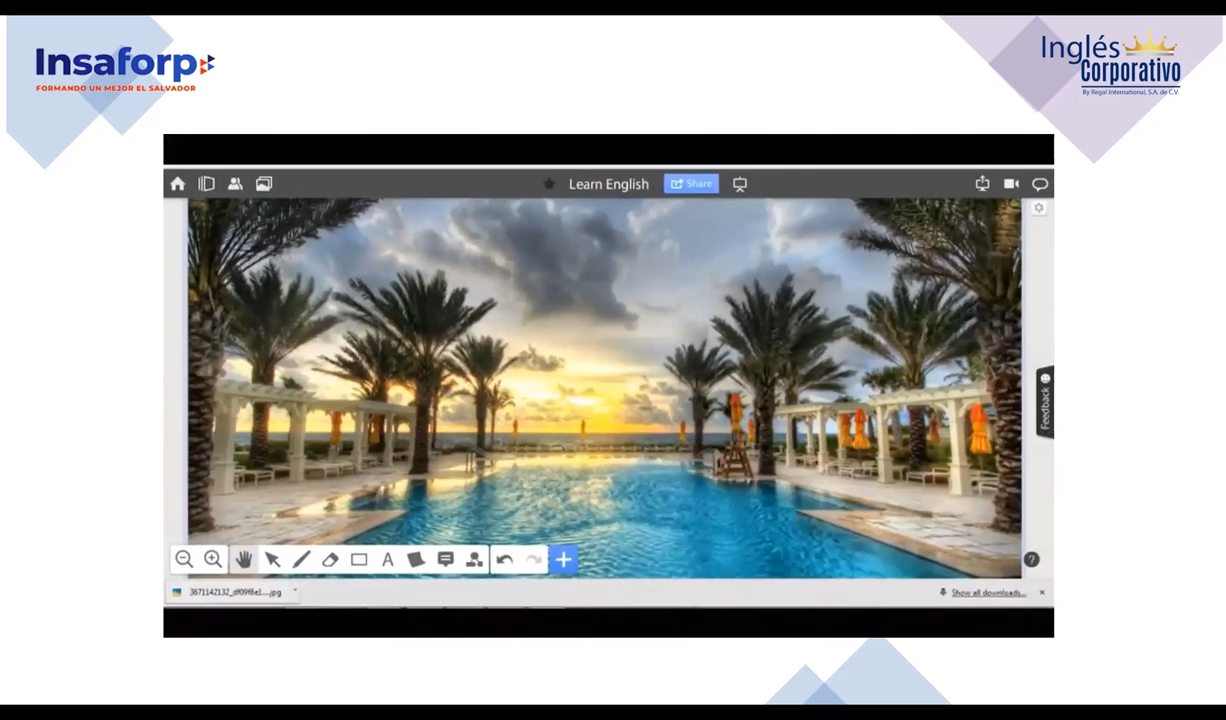 Insaforp
FORMANDO UN MEJOR EL SALVADOR
Inglés
Corporativo
By Regal International, S.A. de C.V.
Learn English
Share
Feedback
A
?
Show all downloads...